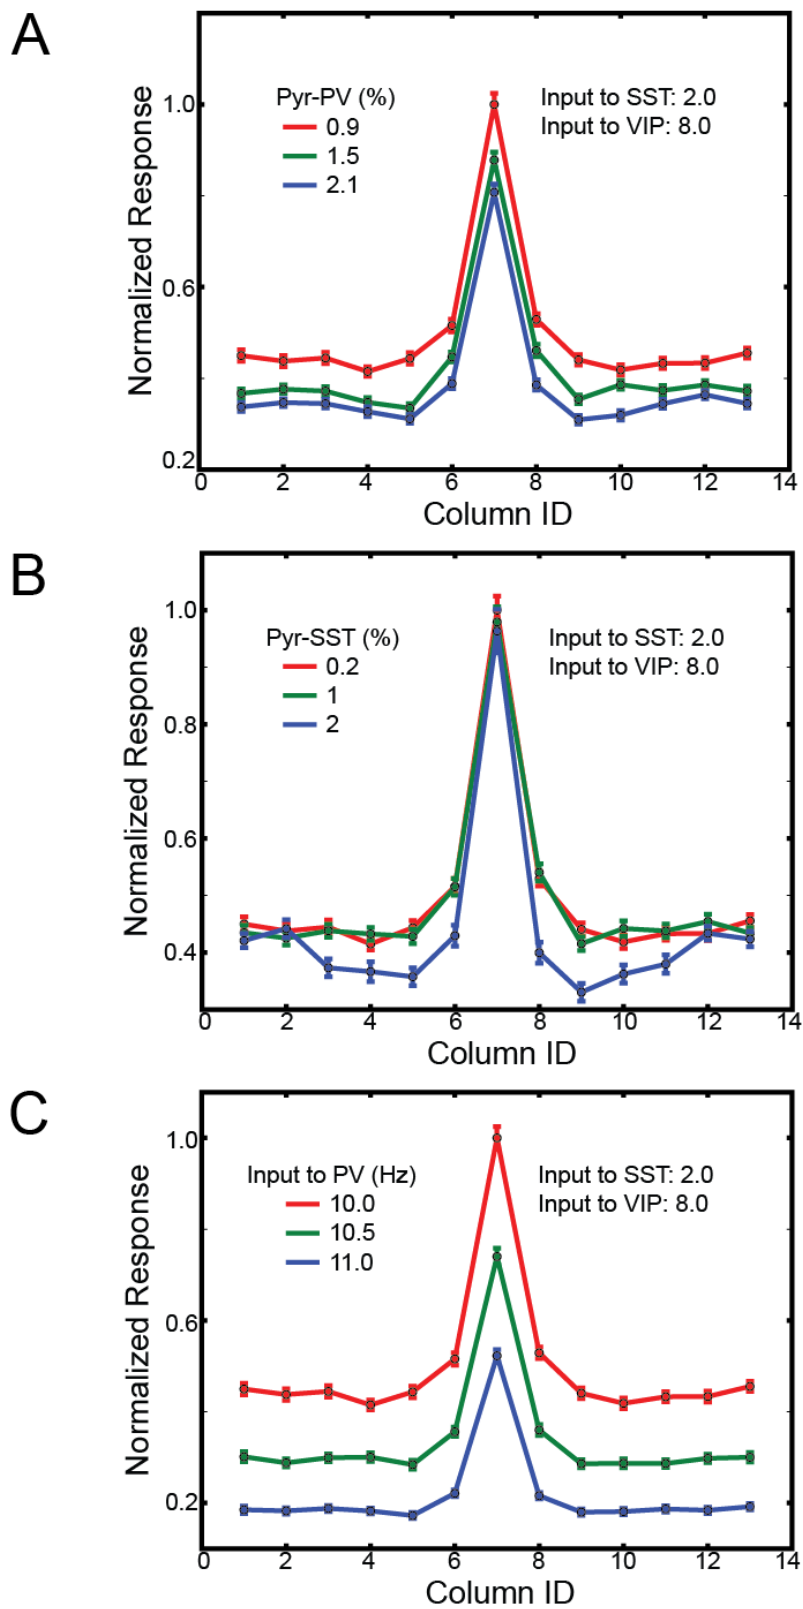 A
Pyr-PV (%)
0.9
1.5
2.1
Input to SST: 2.0
Input to VIP: 8.0
Normalized Response
1.0
0.6
0.2
0 2 4 6 8 10 12 14
Column ID
B
Pyr-SST (%)
0.2
1
2
Input to SST: 2.0
Input to VIP: 8.0
Normalized Response
1.0
0.8
0.6
0.4
0 2 4 6 8 10 12 14
Column ID
C
Input to PV (Hz)
10.0
10.5
11.0
Input to SST: 2.0
Input to VIP: 8.0
Normalized Response
1.0
0.6
0.2
0 2 4 6 8 10 12 14
Column ID